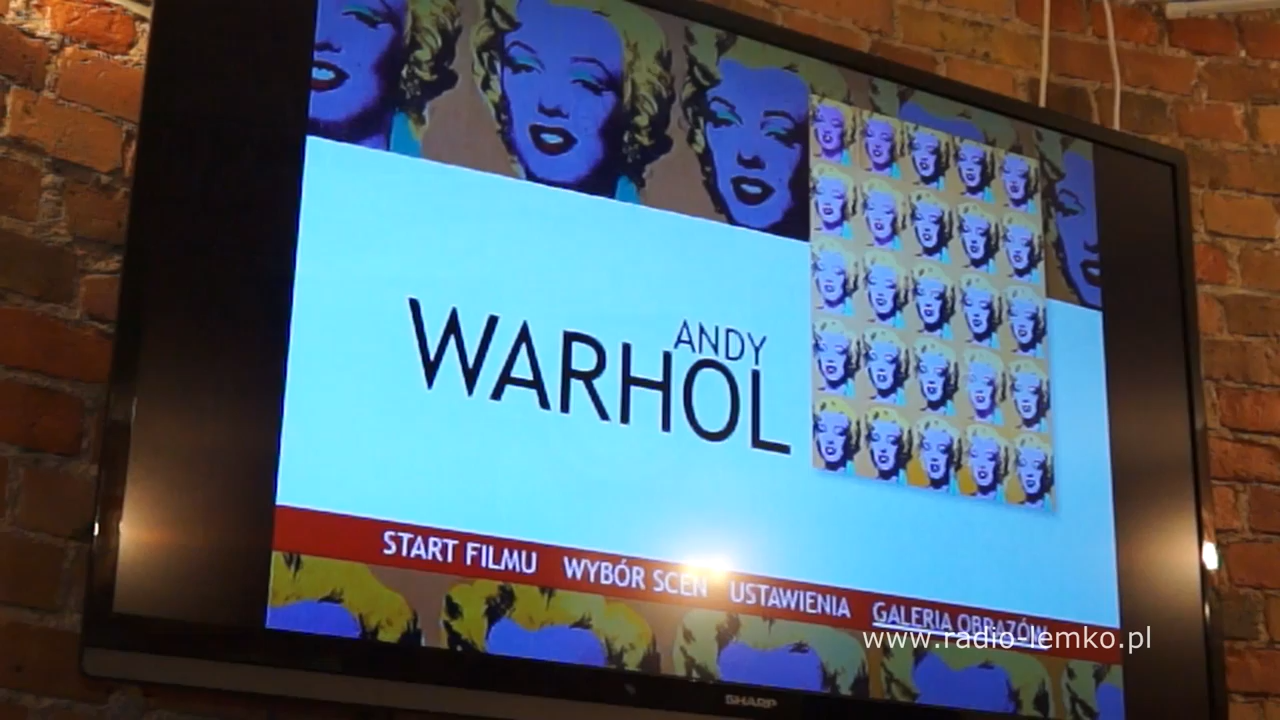 ANDY
WARHOL
START FILMU WYBÓR SCEN USTAWIENIA GALERIA OBRAZÓW
www.radio-lemko.pl
SHARP